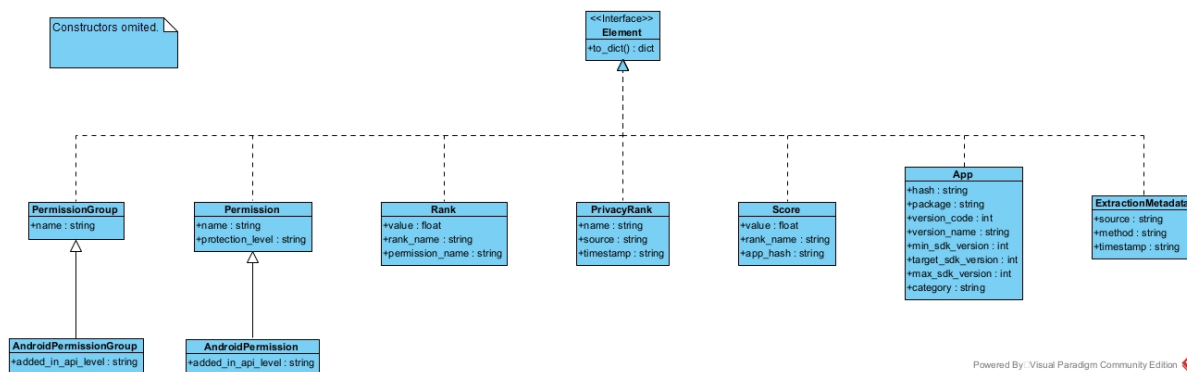 Constructors omited.
<<Interface>>
Element
+to_dict() : dict
PermissionGroup
+name : string
Permission
+name : string
+protection_level : string
Rank
+value : float
+rank_name : string
+permission_name : string
PrivacyRank
+name : string
+source : string
+timestamp : string
Score
+value : float
+rank_name : string
+app_hash : string
App
+hash : string
+package : string
+version_code : int
+version_name : string
+min_sdk_version : int
+target_sdk_version : int
+max_sdk_version : int
+category : string
ExtractionMetadata
+source : string
+method : string
+timestamp : string
AndroidPermissionGroup
+added_in_api_level : string
AndroidPermission
+added_in_api_level : string
Powered By Visual Paradigm Community Edition